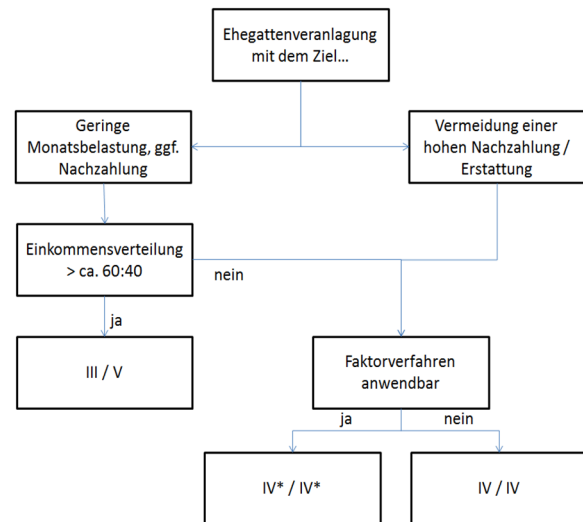 Ehegattenveranlagung
mit dem Ziel...
Geringe
Monatsbelastung, ggf.
Nachzahlung
Vermeidung einer
hohen Nachzahlung /
Erstattung
Einkommensverteilung
> ca. 60:40
nein
ja
III / V
Faktorverfahren
anwendbar
ja
nein
IV* / IV*
IV / IV